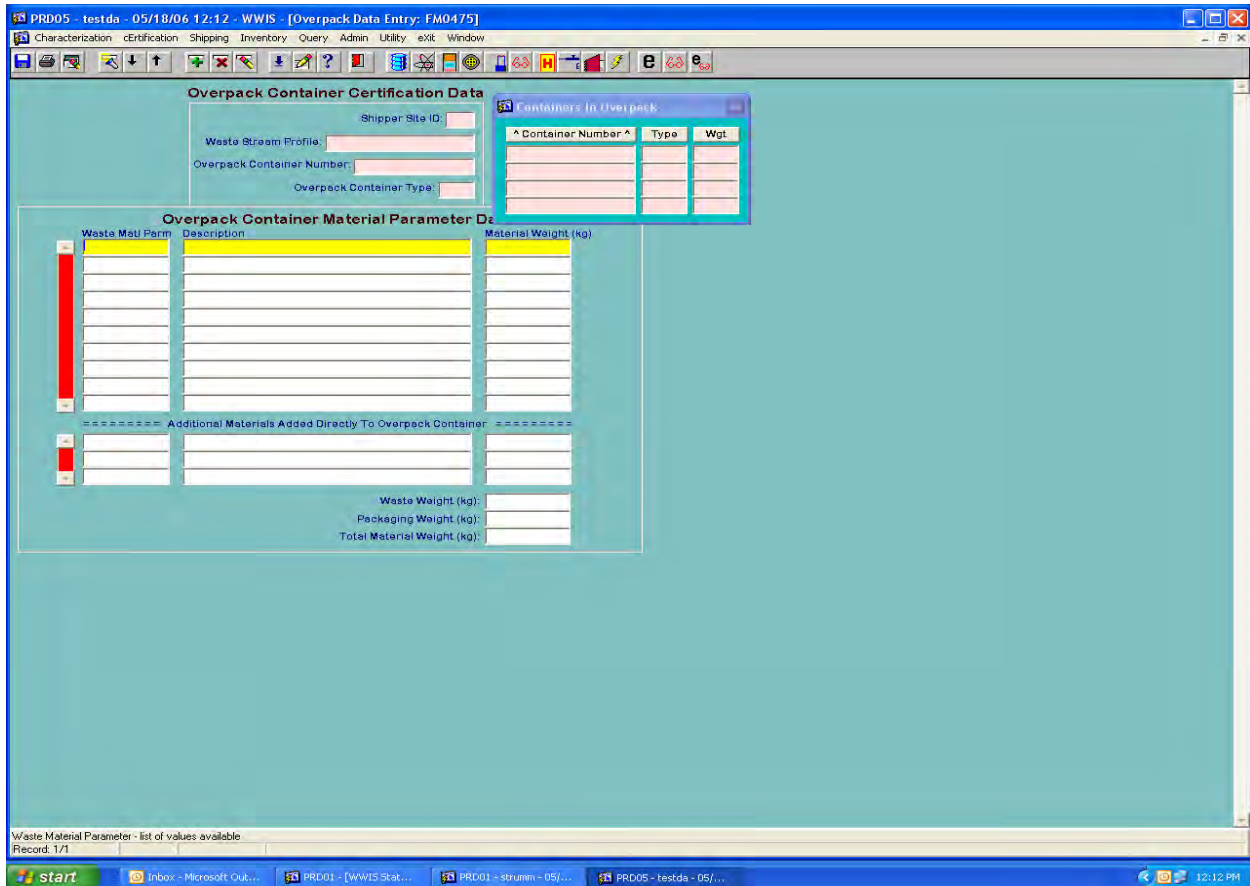 PRD05 - testda - 05/18/06 12:12 - WWIS - [Overpack Data Entry: FM0475]
Characterization cErtification Shipping Inventory Query Admin Utility eXit Window
Overpack Container Certification Data
Shipper Site ID:
Waste Stream Profile:
Overpack Container Number:
Overpack Container Type:
Containers in Overpack
^ Container Number ^ Type Wgt
Overpack Container Material Parameter Da
Waste Matl Parm Description Material Weight (kg)
========= Additional Materials Added Directly To Overpack Container =========
Waste Weight (kg):
Packaging Weight (kg):
Total Material Weight (kg):
Waste Material Parameter - list of values available
Record: 1/1
start Inbox - Microsoft Out... PRD01 - [WWIS Stat... PRD01 - strumm - 05/... PRD05 - testda - 05/... 12:12 PM